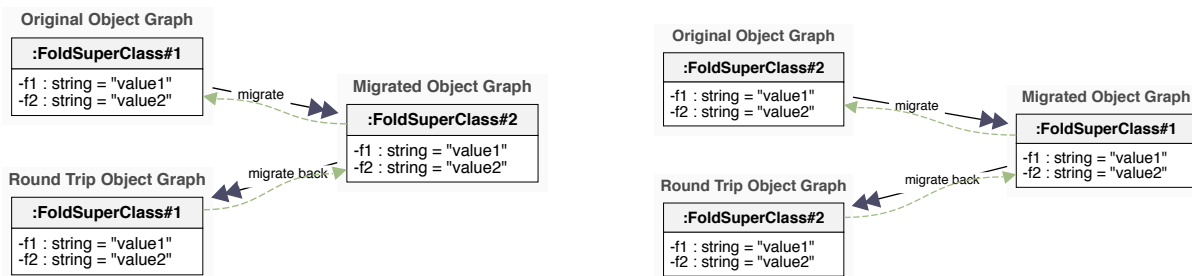 Original Object Graph
:FoldSuperClass#1
-f1 : string = "value1"
-f2 : string = "value2"
migrate
Migrated Object Graph
:FoldSuperClass#2
-f1 : string = "value1"
-f2 : string = "value2"
migrate back
Round Trip Object Graph
:FoldSuperClass#1
-f1 : string = "value1"
-f2 : string = "value2"
Original Object Graph
:FoldSuperClass#2
-f1 : string = "value1"
-f2 : string = "value2"
migrate
Migrated Object Graph
:FoldSuperClass#1
-f1 : string = "value1"
-f2 : string = "value2"
migrate back
Round Trip Object Graph
:FoldSuperClass#2
-f1 : string = "value1"
-f2 : string = "value2"